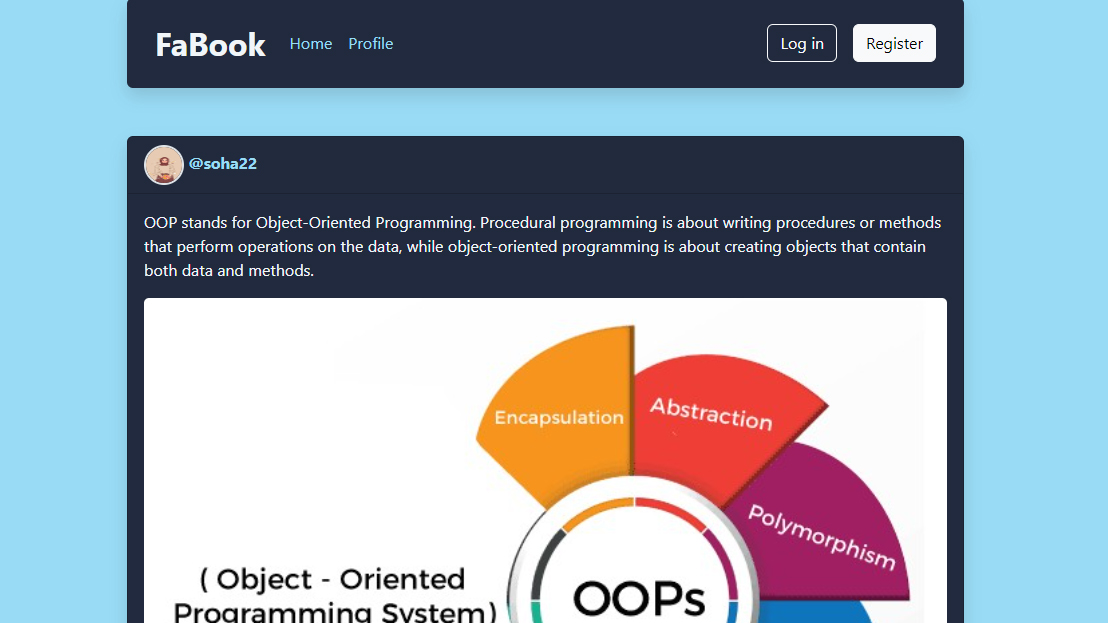 FaBook Home Profile Log in Register
@soha22
OOP stands for Object-Oriented Programming. Procedural programming is about writing procedures or methods
that perform operations on the data, while object-oriented programming is about creating objects that contain
both data and methods.
Encapsulation
Abstraction
Polymorphism
( Object - Oriented
Programming System)
OOPs